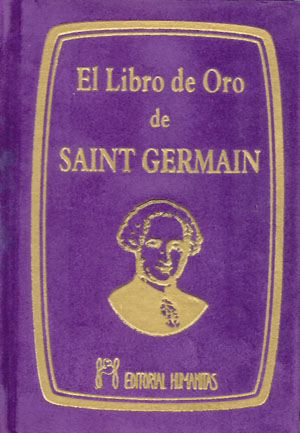 El Libro de Oro
de
SAINT GERMAIN
EDITORIAL HUMANITAS